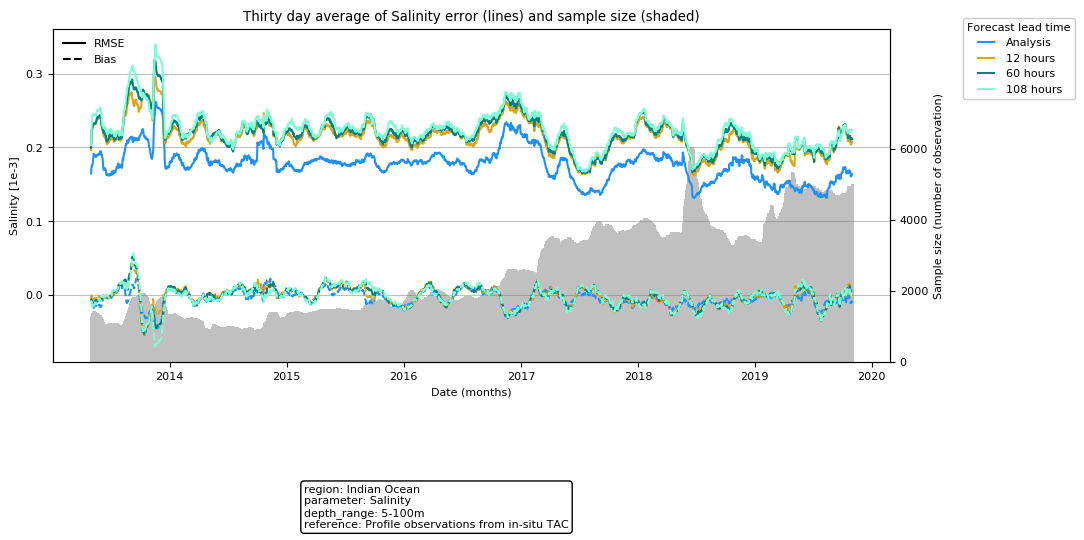 Thirty day average of Salinity error (lines) and sample size (shaded)
RMSE
Bias
Forecast lead time
Analysis
12 hours
60 hours
108 hours
Salinity [1e-3]
0.3
0.2
0.1
0.0
Sample size (number of observation)
6000
4000
2000
0
2014
2015
2016
2017
2018
2019
2020
Date (months)
region: Indian Ocean
parameter: Salinity
depth_range: 5-100m
reference: Profile observations from in-situ TAC